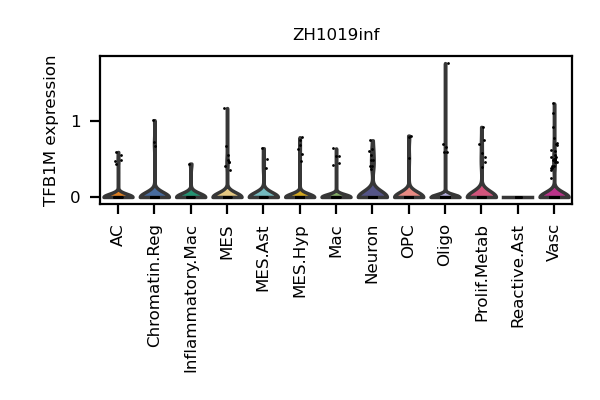 ZH1019inf
TFB1M expression
1
0
AC
Chromatin.Reg
Inflammatory.Mac
MES
MES.Ast
MES.Hyp
Mac
Neuron
OPC
Oligo
Prolif.Metab
Reactive.Ast
Vasc